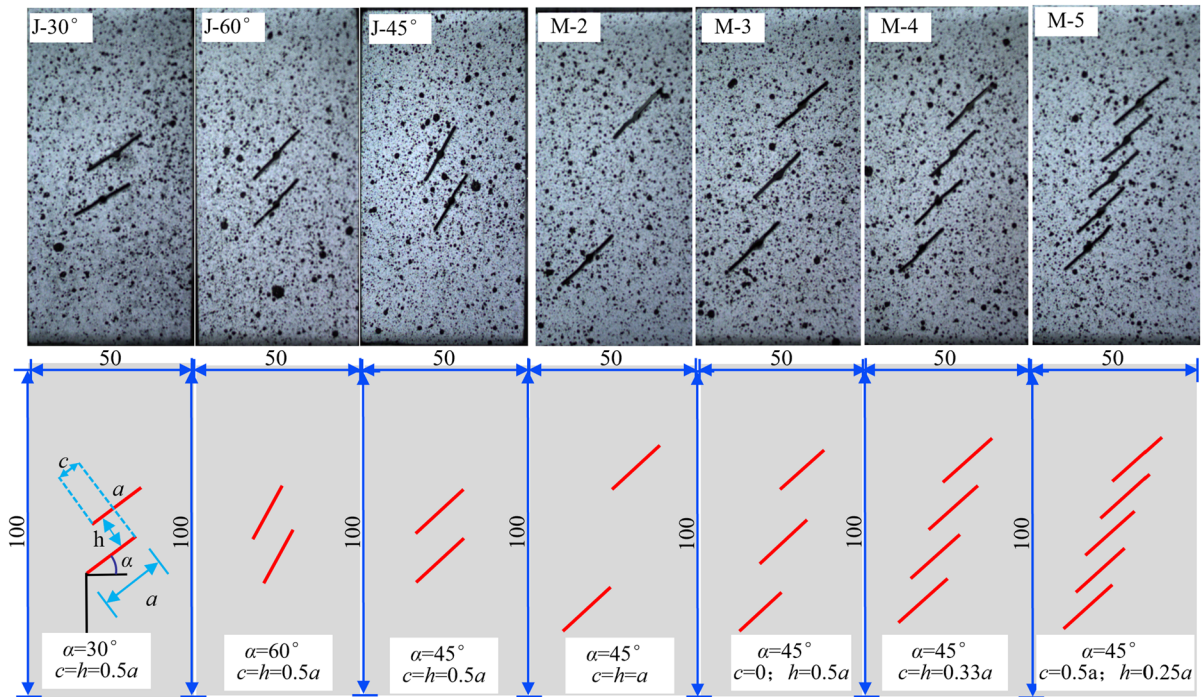 J-30°
J-60°
J-45°
M-2
M-3
M-4
M-5
50
50
50
50
50
50
50
100
100
100
100
100
100
100
c
a
h
α
a
α=30°
c=h=0.5a
α=60°
c=h=0.5a
α=45°
c=h=0.5a
α=45°
c=h=a
α=45°
c=0；h=0.5a
α=45°
c=h=0.33a
α=45°
c=0.5a；h=0.25a